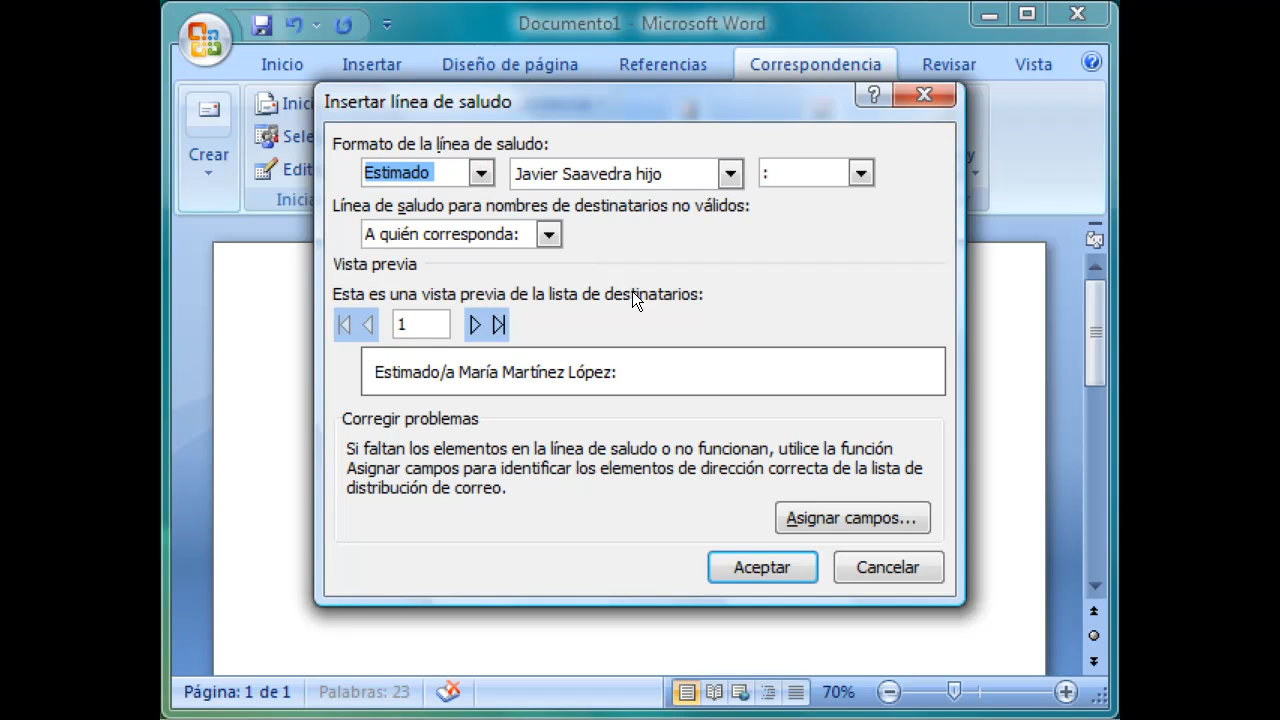 Documento1 - Microsoft Word
Inicio Insertar Diseño de página Referencias Correspondencia Revisar Vista
Crear
Insertar línea de saludo
Formato de la línea de saludo:
Estimado Javier Saavedra hijo :
Línea de saludo para nombres de destinatarios no válidos:
A quién corresponda:
Vista previa
Esta es una vista previa de la lista de destinatarios:
1
Estimado/a María Martínez López:
Corregir problemas
Si faltan los elementos en la línea de saludo o no funcionan, utilice la función
Asignar campos para identificar los elementos de dirección correcta de la lista de
distribución de correo.
Asignar campos...
Aceptar Cancelar
Página: 1 de 1 Palabras: 23 70%